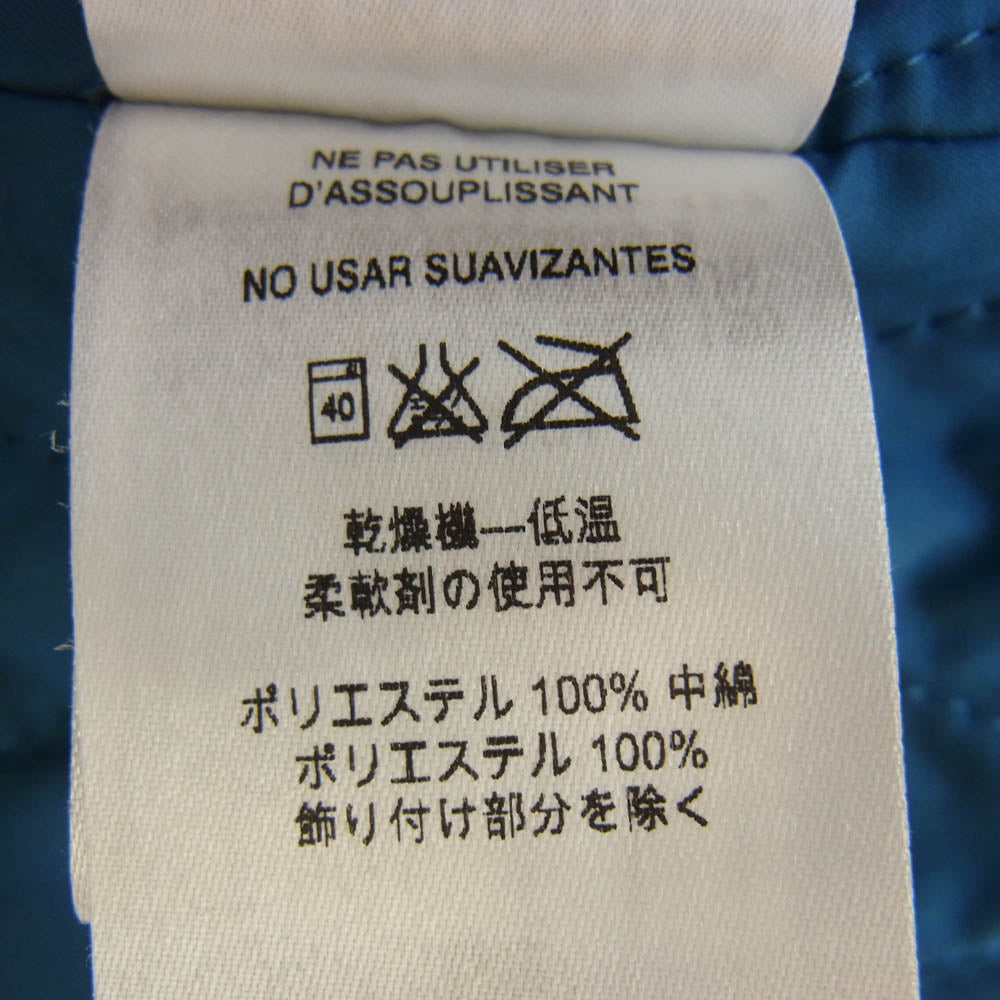 NE PAS UTILISER
D'ASSOUPLISSANT
NO USAR SUAVIZANTES
40
乾燥機—低温
柔軟剤の使用不可
ポリエステル 100% 中綿
ポリエステル 100%
飾り付け部分を除く